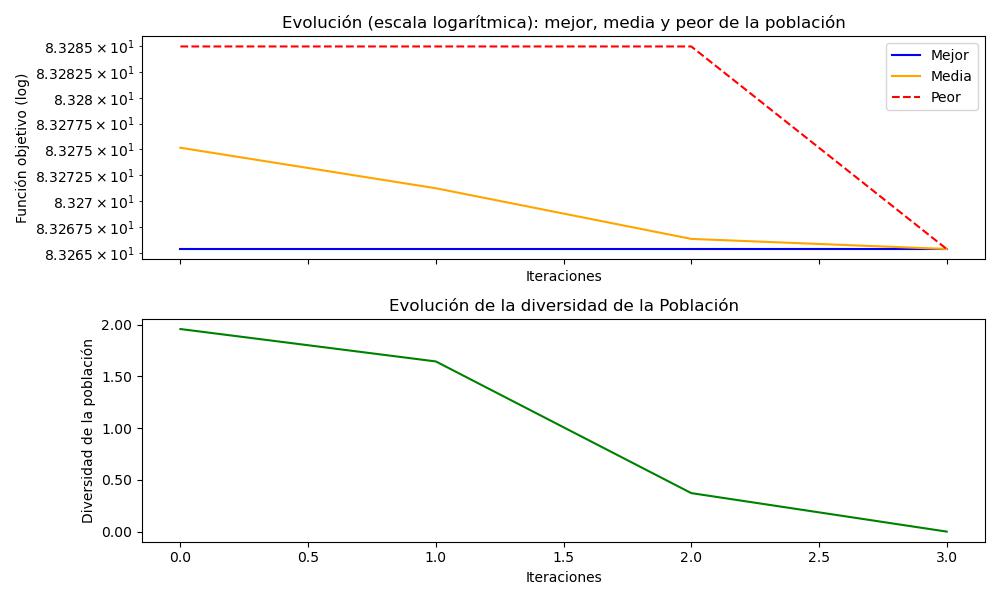 Evolución (escala logarítmica): mejor, media y peor de la población
Función objetivo (log)
8.3285 × 10¹
8.3282 5 × 10¹
8.328 × 10¹
8.32775 × 10¹
8.3275 × 10¹
8.32725 × 10¹
8.327 × 10¹
8.32675 × 10¹
8.3265 × 10¹
Mejor
Media
Peor
Iteraciones
Evolución de la diversidad de la Población
Diversidad de la población
2.00
1.50
1.00
0.50
0.00
0.0 0.5 1.0 1.5 2.0 2.5 3.0
Iteraciones